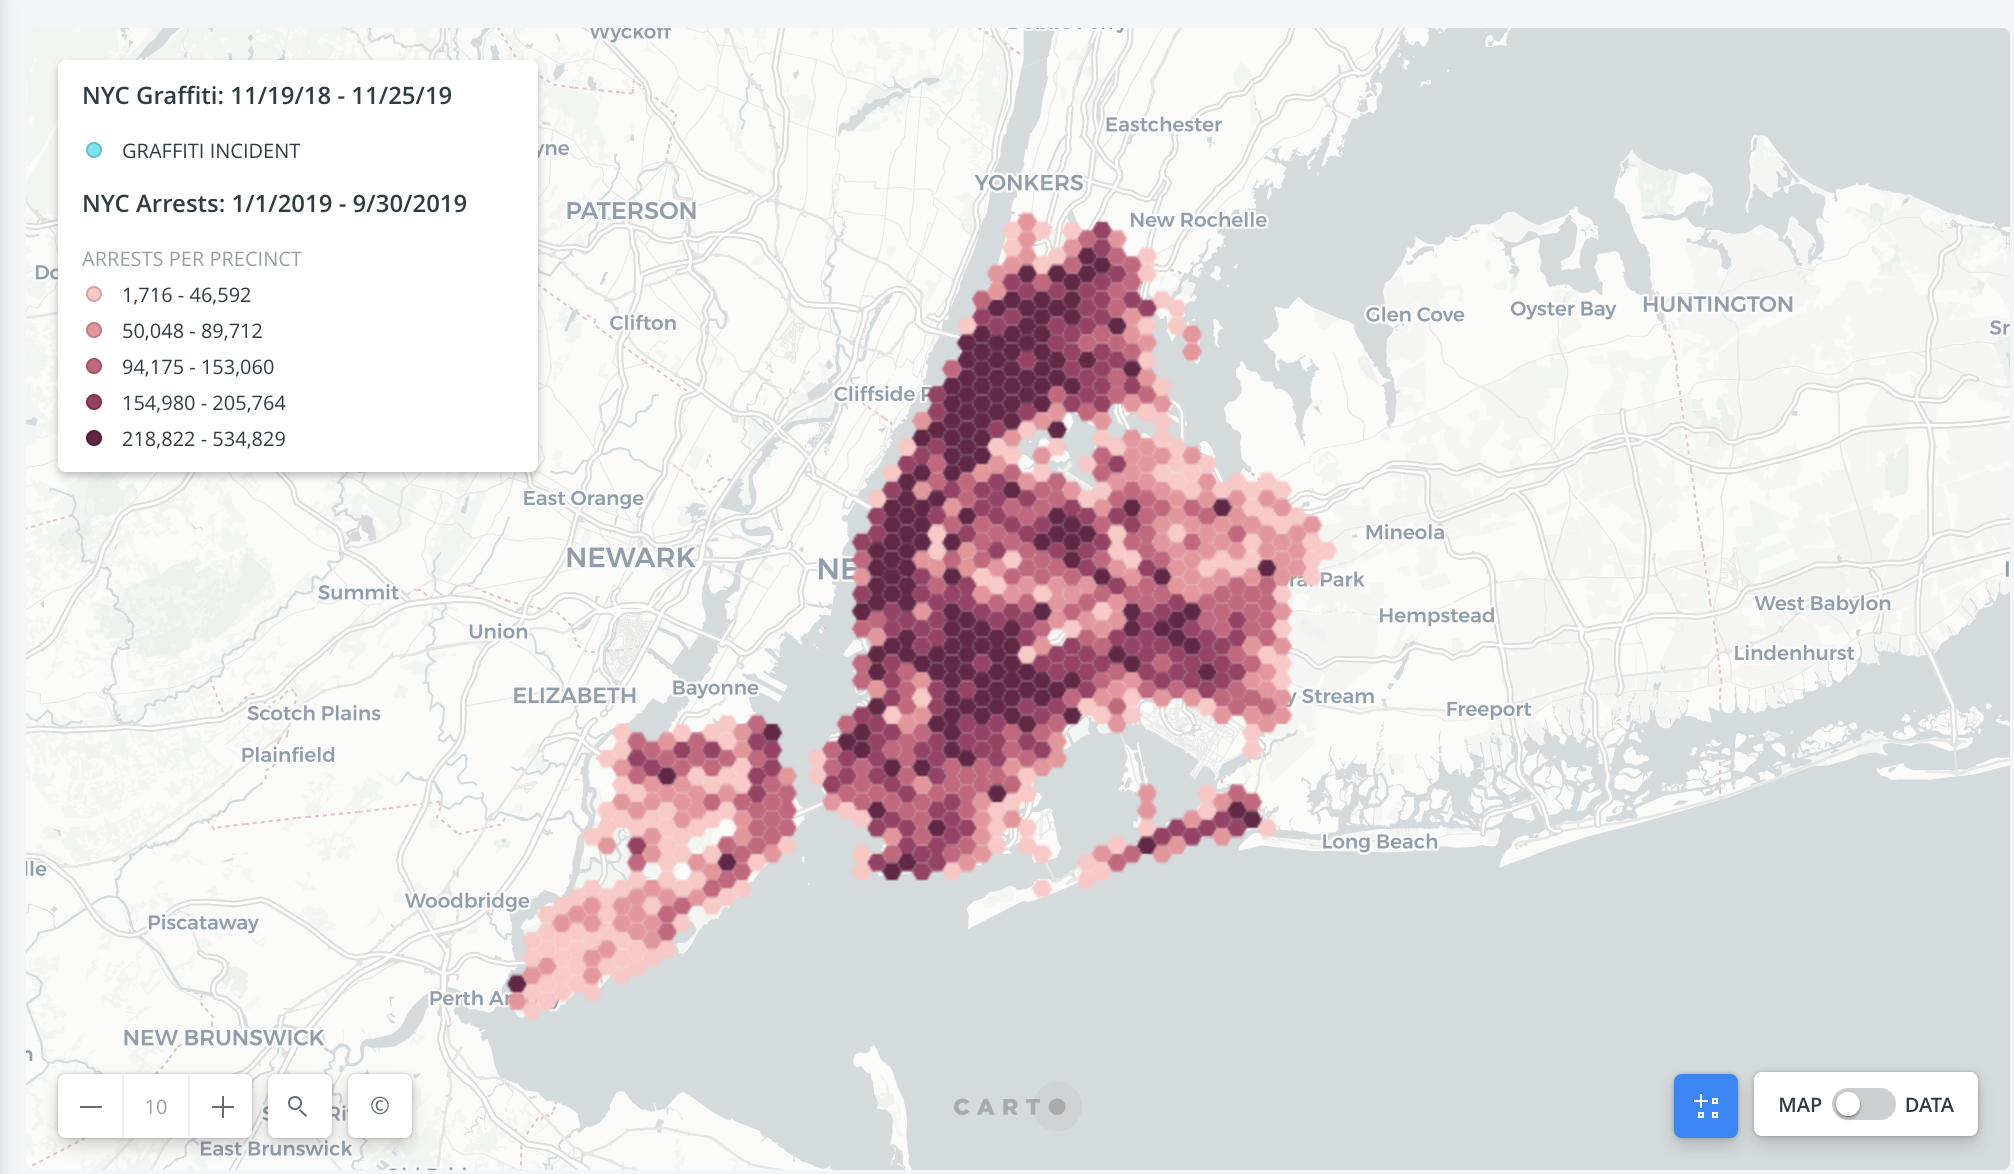 Wyckoff
NYC Graffiti: 11/19/18 - 11/25/19
GRAFFITI INCIDENT
NYC Arrests: 1/1/2019 - 9/30/2019
ARRESTS PER PRECINCT
1,716 - 46,592
50,048 - 89,712
94,175 - 153,060
154,980 - 205,764
218,822 - 534,829
Eastchester
yne
YONKERS
PATERSON
New Rochelle
Do
Glen Cove
Oyster Bay
HUNTINGTON
Sr
Clifton
Cliffside
East Orange
Mineola
NEWARK
NE
Park
Summit
West Babylon
Hempstead
Union
Lindenhurst
ELIZABETH
Bayonne
y Stream
Freeport
Scotch Plains
Plainfield
Long Beach
lle
Woodbridge
Piscataway
Perth
NEW BRUNSWICK
10
©
CARTO
MAP
DATA
East Brunswick